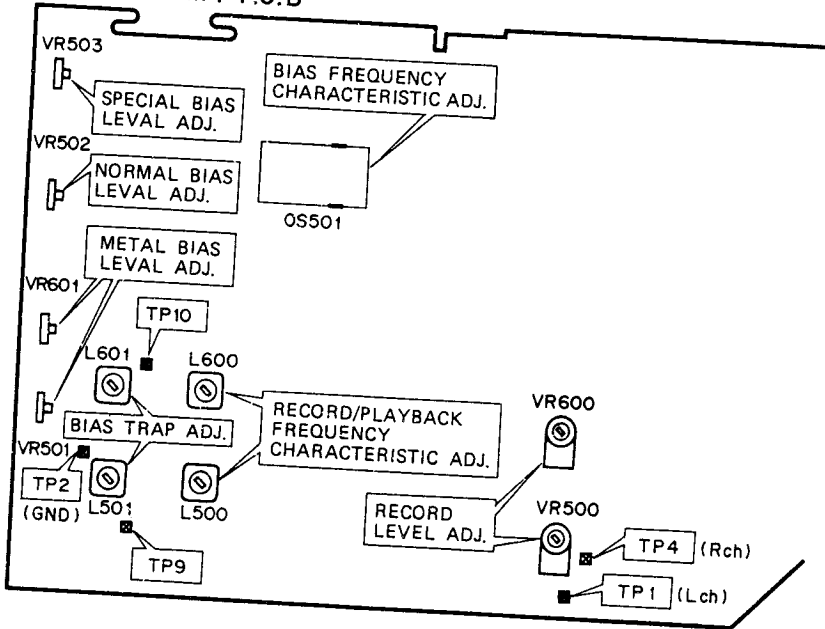 P.C.B
VR503
SPECIAL BIAS
LEVAL ADJ.
BIAS FREQUENCY
CHARACTERISTIC ADJ.
VR502
NORMAL BIAS
LEVAL ADJ.
OS501
METAL BIAS
LEVAL ADJ.
VR601
TP10
L601
L600
BIAS TRAP ADJ.
RECORD/PLAYBACK
FREQUENCY
CHARACTERISTIC ADJ.
VR600
VR501
TP2
(GND)
L501
L500
TP9
RECORD
LEVEL ADJ.
VR500
TP4 (Rch)
TP1 (Lch)